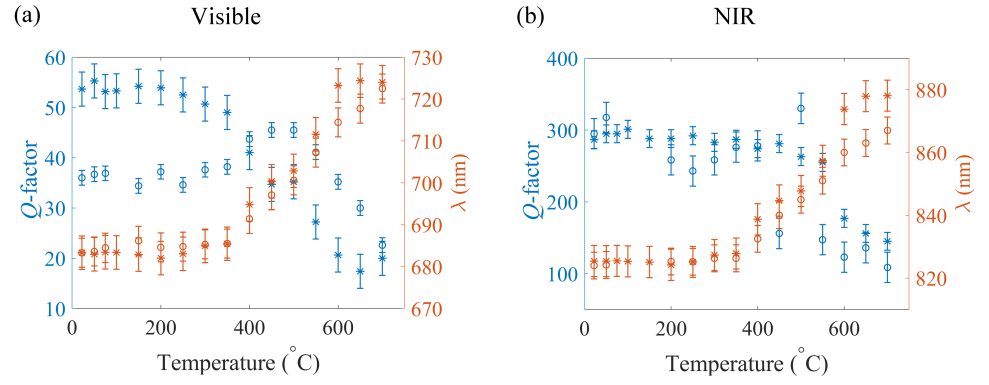 (a) Visible
60
50
40
30
20
10
Q-factor
730
720
710
700
690
680
670
λ (nm)
0 200 400 600
Temperature (°C)
(b) NIR
400
300
200
100
Q-factor
880
860
840
820
λ (nm)
0 200 400 600
Temperature (°C)